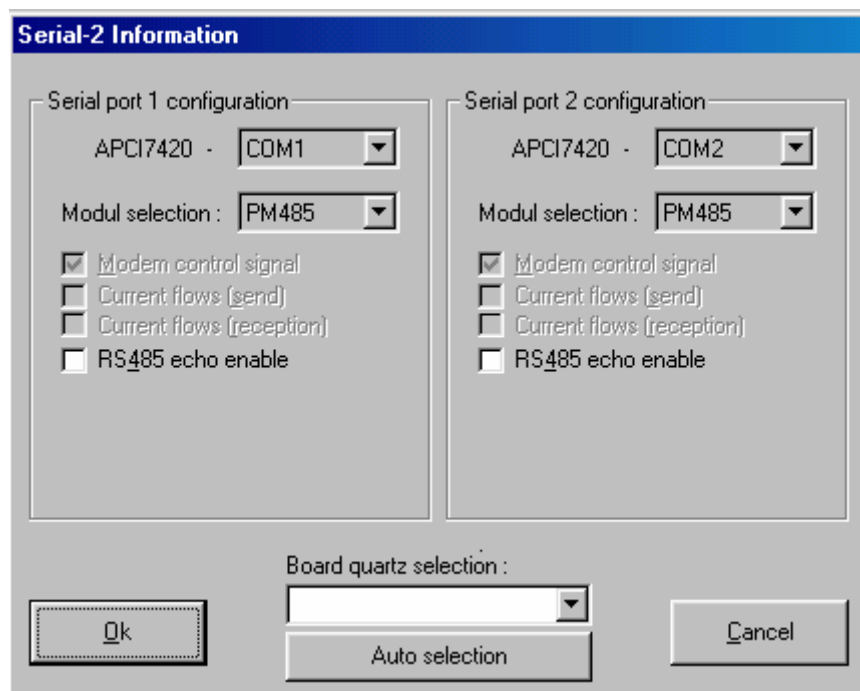 Serial-2 Information
Serial port 1 configuration
APCI7420 - COM1
Modul selection : PM485
Modem control signal
Current flows (send)
Current flows (reception)
RS485 echo enable
Serial port 2 configuration
APCI7420 - COM2
Modul selection : PM485
Modem control signal
Current flows (send)
Current flows (reception)
RS485 echo enable
Board quartz selection :
Ok
Auto selection
Cancel